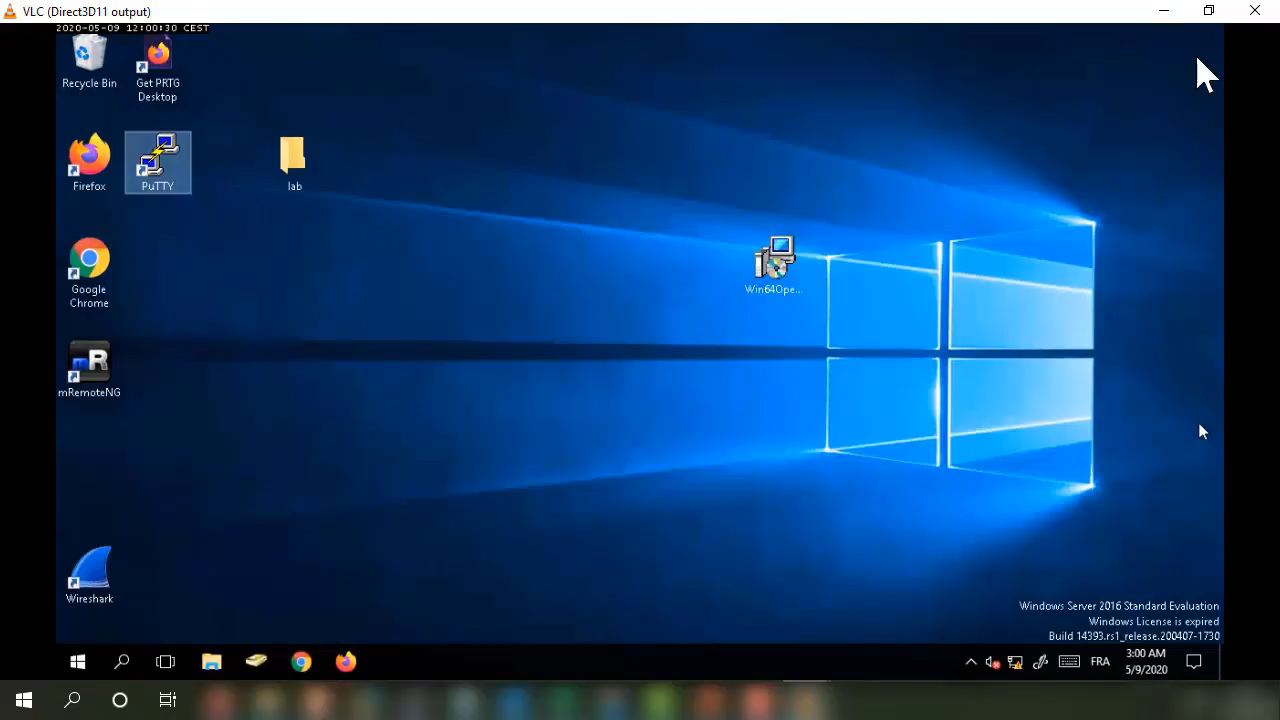 VLC (Direct3D11 output)
2020-05-09 12:00:30 CEST
Recycle Bin
Get PRTG
Desktop
Firefox
PuTTY
lab
Google
Chrome
Win64Ope...
mR
mRemoteNG
Wireshark
Windows Server 2016 Standard Evaluation
Windows License is expired
Build 14393.rs1_release.200407-1730
FRA
3:00 AM
5/9/2020